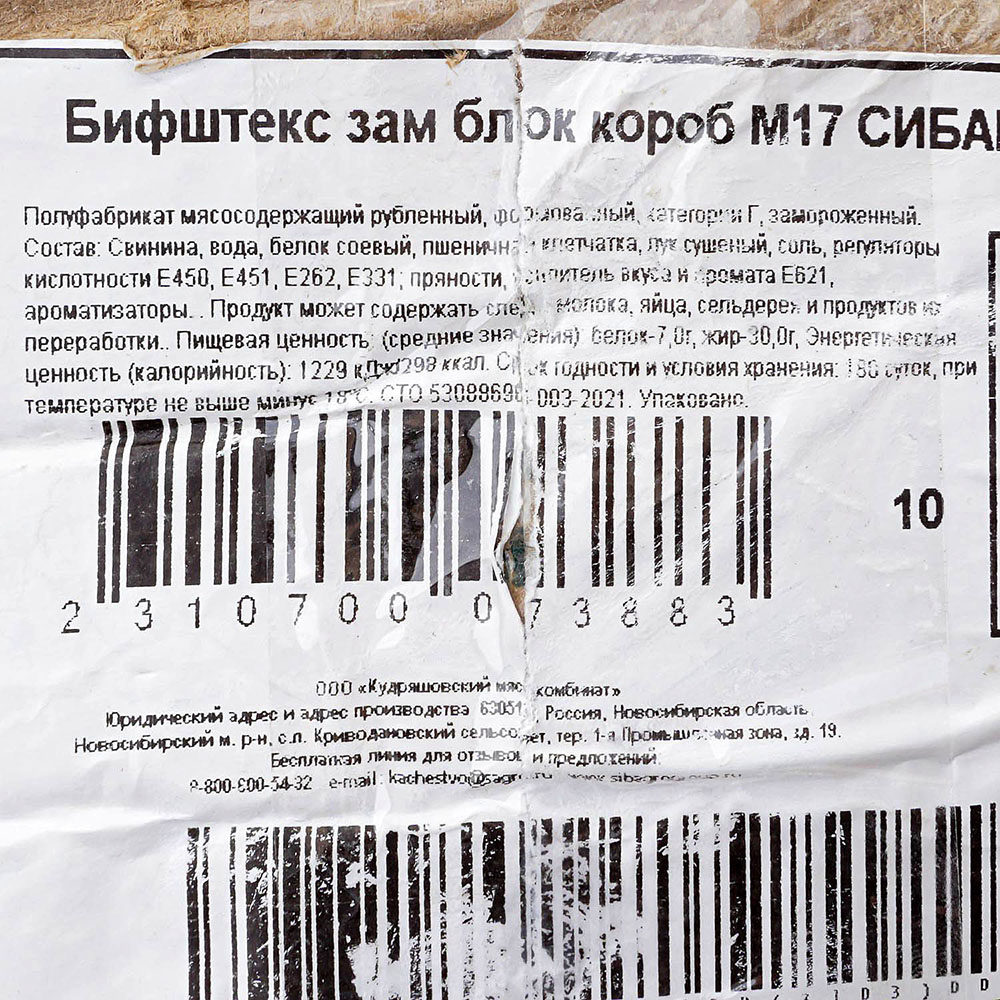 Бифштекс зам блок короб М17 СИБА
Полуфабрикат мясосодержащий рубленный, формованный, категории Г, замороженный.
Состав: Свинина, вода, белок соевый, пшеничная клетчатка, лук сушеный, соль, регуляторы
кислотности Е450, Е451, Е262, Е331, пряности, усилитель вкуса и аромата Е621,
ароматизаторы. . Продукт может содержать следы молока, яйца, сельдерея и продуктов их
переработки.. Пищевая ценность: (средние значения): белок-7,0г, жир-30,0г, Энергетическая
ценность (калорийность): 1229 кДж/298 ккал. Срок годности и условия хранения: 180 суток, при
температуре не выше минус 18°С. СТО 003-2021. Упаковано.
10
2 310700 073883
ООО «Кудряшовский мясокомбинат»
Юридический адрес и адрес производства Россия, Новосибирская область,
Новосибирский м. р-н, с.п. Криводановский сельсовет, тер. 1-я Промышленная зона, зд. 19.
Бесплатная линия для отзывов и предложений:
8-800-600-54-32 e-mail: